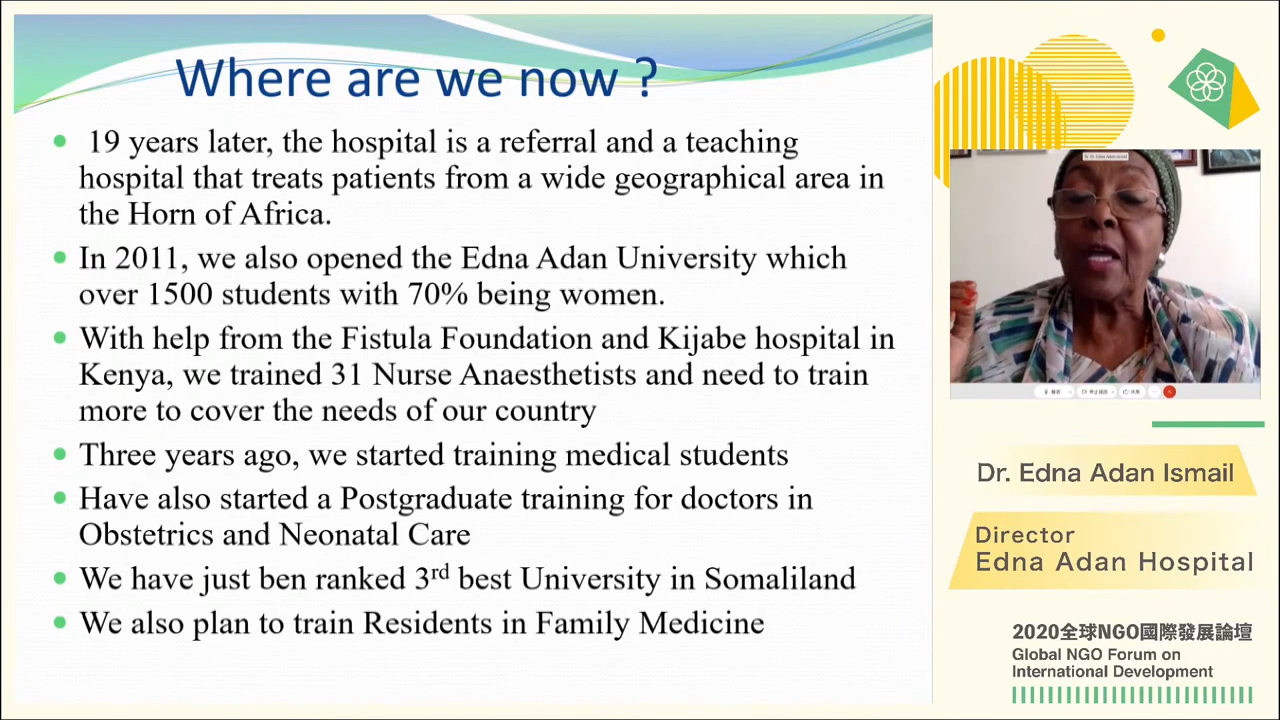 Where are we now ?
19 years later, the hospital is a referral and a teaching
hospital that treats patients from a wide geographical area in
the Horn of Africa.
In 2011, we also opened the Edna Adan University which
over 1500 students with 70% being women.
With help from the Fistula Foundation and Kijabe hospital in
Kenya, we trained 31 Nurse Anaesthetists and need to train
more to cover the needs of our country
Three years ago, we started training medical students
Have also started a Postgraduate training for doctors in
Obstetrics and Neonatal Care
We have just ben ranked 3rd best University in Somaliland
We also plan to train Residents in Family Medicine
Dr. Edna Adan Ismail
Dr. Edna Adan Ismail
Director
Edna Adan Hospital
2020全球NGO國際發展論壇
Global NGO Forum on
International Development